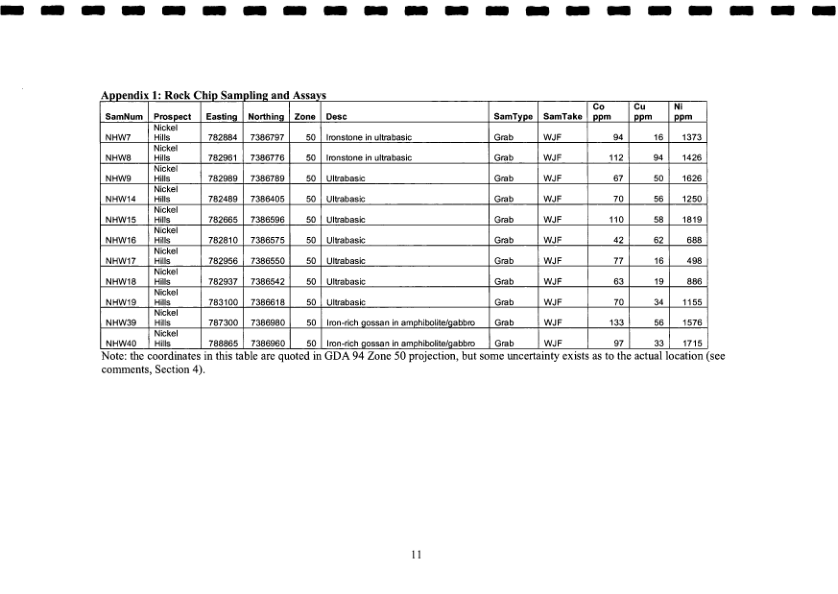 Appendix 1: Rock Chip Sampling and Assays
SamNum Prospect Easting Northing Zone Desc SamType SamTake Co ppm Cu ppm Ni ppm
NHW7 Nickel Hills 782884 7386797 50 Ironstone in ultrabasic Grab WJF 94 16 1373
NHW8 Nickel Hills 782961 7386776 50 Ironstone in ultrabasic Grab WJF 112 94 1426
NHW9 Nickel Hills 782989 7386789 50 Ultrabasic Grab WJF 67 50 1626
NHW14 Nickel Hills 782489 7386405 50 Ultrabasic Grab WJF 70 56 1250
NHW15 Nickel Hills 782665 7386596 50 Ultrabasic Grab WJF 110 58 1819
NHW16 Nickel Hills 782810 7386575 50 Ultrabasic Grab WJF 42 62 688
NHW17 Nickel Hills 782956 7386550 50 Ultrabasic Grab WJF 77 16 498
NHW18 Nickel Hills 782937 7386542 50 Ultrabasic Grab WJF 63 19 886
NHW19 Nickel Hills 783100 7386618 50 Ultrabasic Grab WJF 70 34 1155
NHW39 Nickel Hills 787300 7386980 50 Iron-rich gossan in amphibolite/gabbro Grab WJF 133 56 1576
NHW40 Nickel Hills 788865 7386960 50 Iron-rich gossan in amphibolite/gabbro Grab WJF 97 33 1715
Note: the coordinates in this table are quoted in GDA 94 Zone 50 projection, but some uncertainty exists as to the actual location (see
comments, Section 4).
11